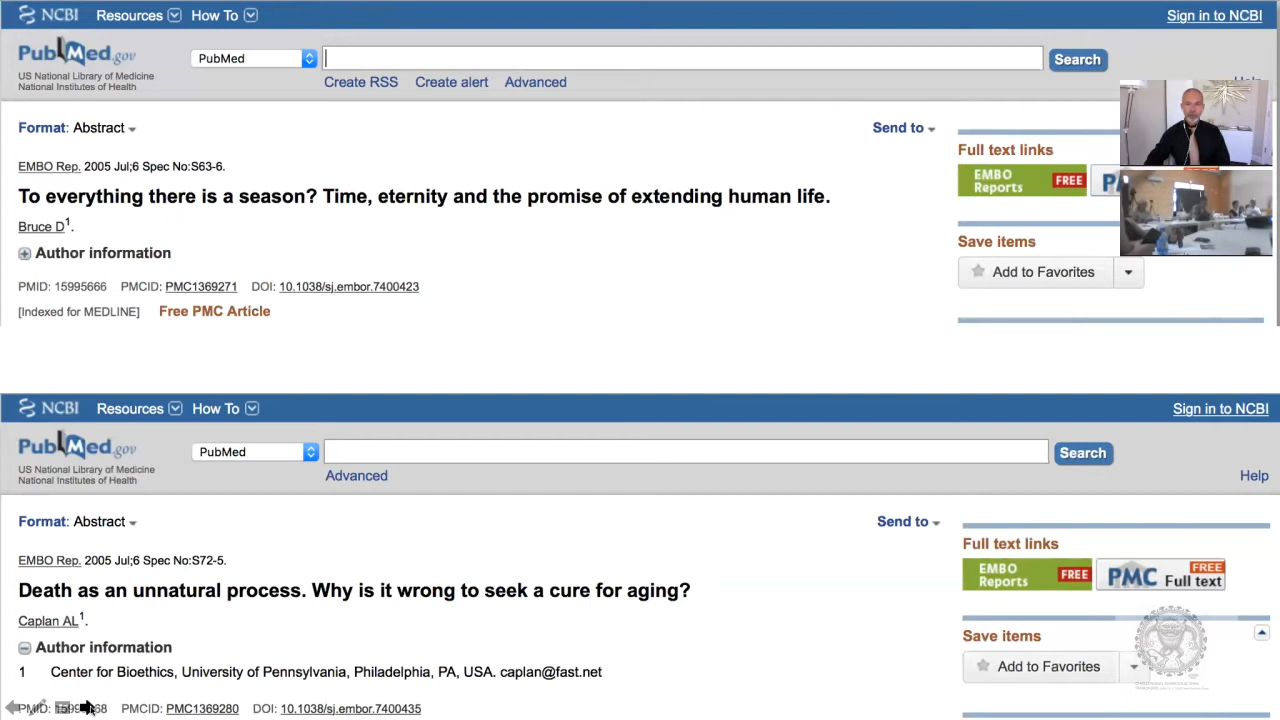 NCBI Resources How To Sign in to NCBI
PubMed.gov PubMed Search
US National Library of Medicine
National Institutes of Health
Create RSS Create alert Advanced
Format: Abstract Send to
EMBO Rep. 2005 Jul;6 Spec No:S63-6.
To everything there is a season? Time, eternity and the promise of extending human life.
Bruce D1.
Author information
PMID: 15995666 PMCID: PMC1369271 DOI: 10.1038/sj.embor.7400423
[Indexed for MEDLINE] Free PMC Article
Full text links
EMBO Reports FREE
Save items
Add to Favorites
NCBI Resources How To Sign in to NCBI
PubMed.gov PubMed Search
US National Library of Medicine
National Institutes of Health
Advanced Help
Format: Abstract Send to
EMBO Rep. 2005 Jul;6 Spec No:S72-5.
Death as an unnatural process. Why is it wrong to seek a cure for aging?
Caplan AL1.
Author information
1 Center for Bioethics, University of Pennsylvania, Philadelphia, PA, USA. caplan@fast.net
PMCID: PMC1369280 DOI: 10.1038/sj.embor.7400435
Full text links
EMBO Reports FREE PMC FREE Full text
Save items
Add to Favorites